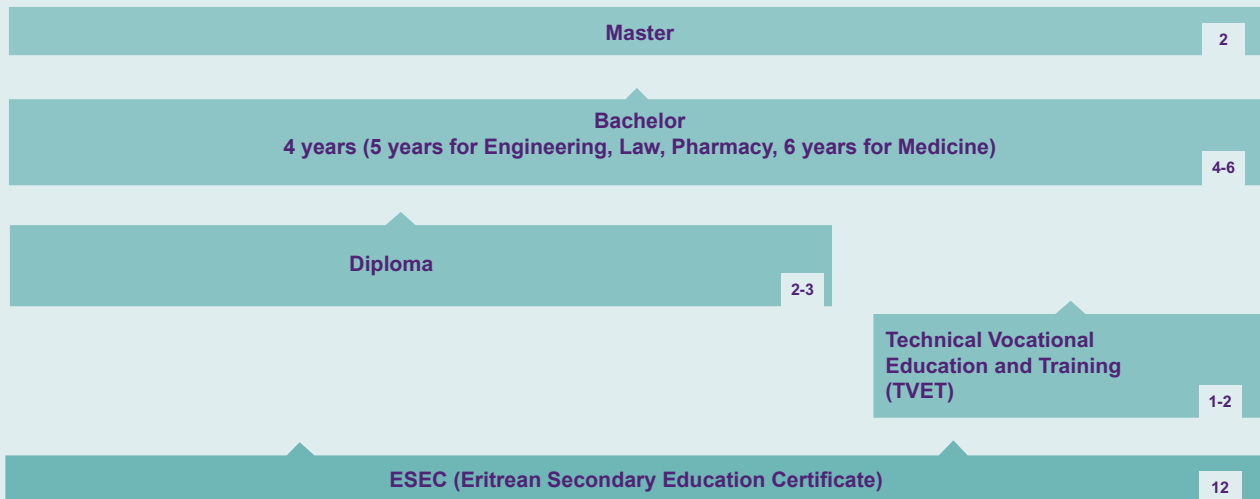 Master
2
Bachelor
4 years (5 years for Engineering, Law, Pharmacy, 6 years for Medicine)
4-6
Diploma
2-3
Technical Vocational
Education and Training
(TVET)
1-2
ESEC (Eritrean Secondary Education Certificate)
12